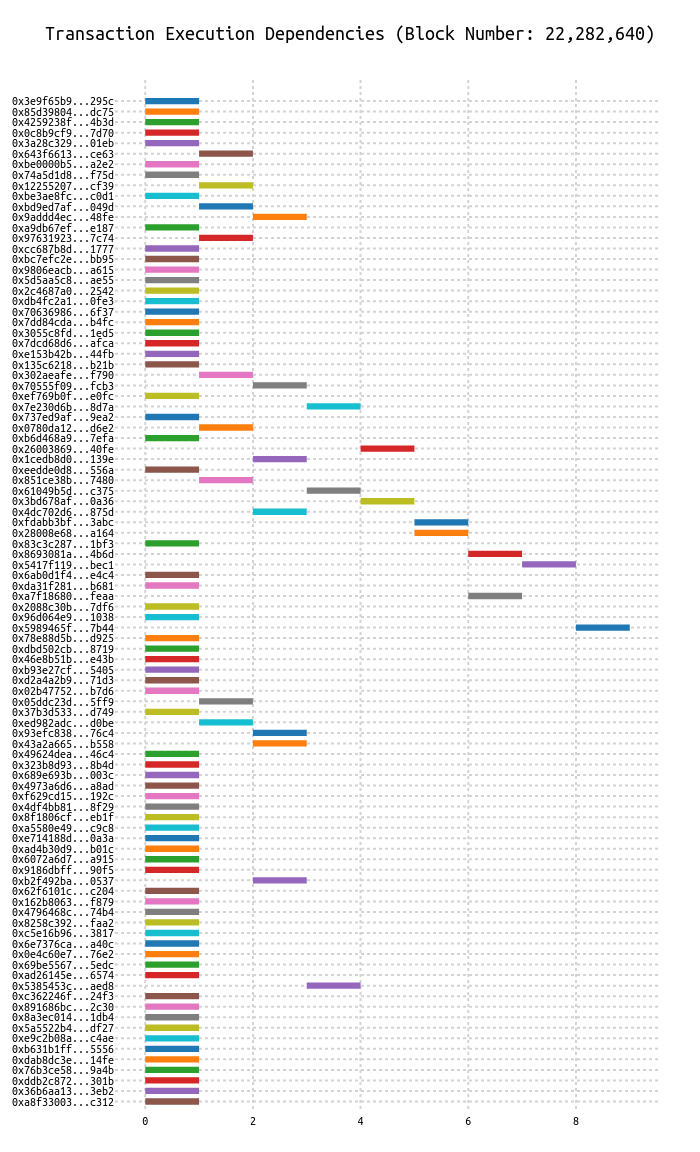 Transaction Execution Dependencies (Block Number: 22,282,640)
0x3e9f65b9...295c
0x85d39804...dc75
0x4259238f...4b3d
0x0c8b9cf9...7d70
0x3a28c329...01eb
0x643f6613...ce63
0xbe0000b5...a2e2
0x74a5d1d8...f75d
0x12255207...cf39
0xbe3ae8fc...c0d1
0xbd9ed7af...049d
0x9addd4ec...48fe
0xa9db67ef...e187
0x97631923...7c74
0xcc687b8d...1777
0xbc7efc2e...bb95
0x9806eacb...a615
0x5d5aa5c8...ae55
0x2c4687a0...2542
0xdb4fc2a1...0fe3
0x70636986...6f37
0x7dd84cda...b4fc
0x3055c8fd...1ed5
0x7dcd68d6...afca
0xe153b42b...44fb
0x135c6218...b21b
0x302aeafe...f790
0x70555f09...fcb3
0xef769b0f...e0fc
0x7e230d6b...8d7a
0x737ed9af...9ea2
0x0780da12...d6e2
0xb6d468a9...7efa
0x26003869...40fe
0x1cedb8d0...139e
0xeedde0d8...556a
0x851ce38b...7480
0x61049b5d...c375
0x3bd678af...0a36
0x4dc702d6...875d
0xfdabb3bf...3abc
0x28008e68...a164
0x83c3c287...1bf3
0x8693081a...4b6d
0x5417f119...bec1
0x6ab0d1f4...e4c4
0xda31f281...b681
0xa7f18680...feaa
0x2088c30b...7df6
0x96d064e9...1038
0x5989465f...7b44
0x78e88d5b...d925
0xdbd502cb...8719
0x46e8b51b...e43b
0xb93e27cf...5405
0xd2a4a2b9...71d3
0x02b47752...b7d6
0x05ddc23d...5ff9
0x37b3d533...d749
0xed982adc...d0be
0x93efc838...76c4
0x43a2a665...b558
0x49624dea...46c4
0x323b8d93...8b4d
0x689e693b...003c
0x4973a6d6...a8ad
0xf629cd15...192c
0x4df4bb81...8f29
0x8f1806cf...eb1f
0xa5580e49...c9c8
0xe714188d...0a3a
0xad4b30d9...b01c
0x6072a6d7...a915
0x9186dbff...90f5
0xb2f492ba...0537
0x62f6101c...c204
0x162b8063...f879
0x4796468c...74b4
0x8258c392...faa2
0xc5e16b96...3817
0x6e7376ca...a40c
0x0e4c60e7...76e2
0x69be5567...5edc
0xad26145e...6574
0x5385453c...aed8
0xc362246f...24f3
0x891686bc...2c30
0x8a3ec014...1db4
0x5a5522b4...df27
0xe9c2b08a...c4ae
0xb631b1ff...5556
0xdab8dc3e...14fe
0x76b3ce58...9a4b
0xddb2c872...301b
0x36b6aa13...3eb2
0xa8f33003...c312
0 2 4 6 8